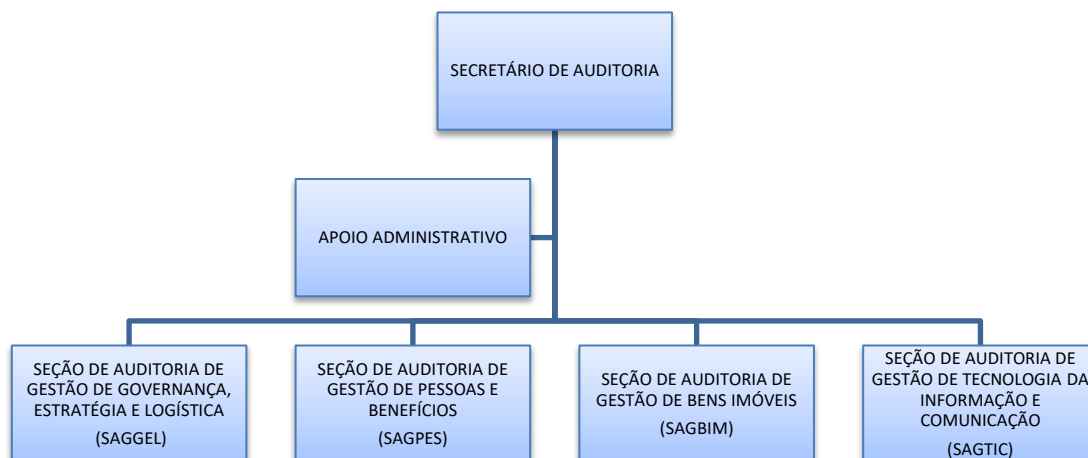 SECRETÁRIO DE AUDITORIA
APOIO ADMINISTRATIVO
SEÇÃO DE AUDITORIA DE
GESTÃO DE GOVERNANÇA,
ESTRATÉGIA E LOGÍSTICA
(SAGGEL)
SEÇÃO DE AUDITORIA DE
GESTÃO DE PESSOAS E
BENEFÍCIOS
(SAGPES)
SEÇÃO DE AUDITORIA DE
GESTÃO DE BENS IMÓVEIS
(SAGBIM)
SEÇÃO DE AUDITORIA DE
GESTÃO DE TECNOLOGIA DA
INFORMAÇÃO E
COMUNICAÇÃO
(SAGTIC)